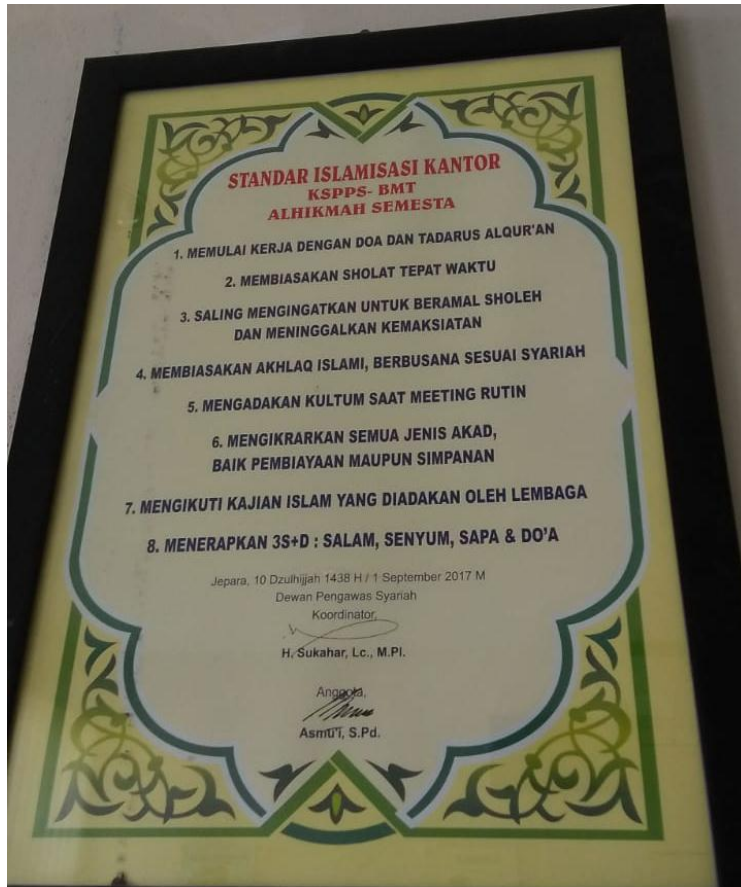 STANDAR ISLAMISASI KANTOR
KSPPS- BMT
ALHIKMAH SEMESTA
1. MEMULAI KERJA DENGAN DOA DAN TADARUS ALQUR'AN
2. MEMBIASAKAN SHOLAT TEPAT WAKTU
3. SALING MENGINGATKAN UNTUK BERAMAL SHOLEH
DAN MENINGGALKAN KEMAKSIATAN
4. MEMBIASAKAN AKHLAQ ISLAMI, BERBUSANA SESUAI SYARIAH
5. MENGADAKAN KULTUM SAAT MEETING RUTIN
6. MENGIKRARKAN SEMUA JENIS AKAD,
BAIK PEMBIAYAAN MAUPUN SIMPANAN
7. MENGIKUTI KAJIAN ISLAM YANG DIADAKAN OLEH LEMBAGA
8. MENERAPKAN 3S+D : SALAM, SENYUM, SAPA & DO'A
Jepara, 10 Dzulhijjah 1438 H / 1 September 2017 M
Dewan Pengawas Syariah
Koordinator,
H. Sukahar, Lc., M.PI.
Anggota,
Asmu'i, S.Pd.